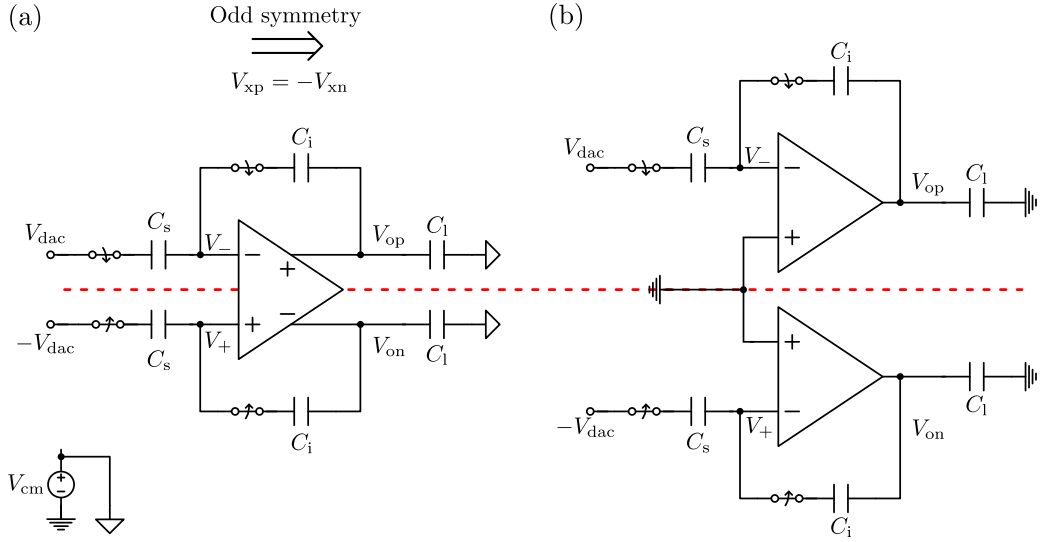 (a)
Odd symmetry
V_xp = −V_xn
C_i
V_dac
C_s
V_−
−
+
V_op
C_l
−V_dac
C_s
V_+
+
−
V_on
C_l
C_i
V_cm
+
−
(b)
C_i
V_dac
C_s
V_−
−
+
V_op
C_l
+
−
−V_dac
C_s
V_+
V_on
C_l
C_i